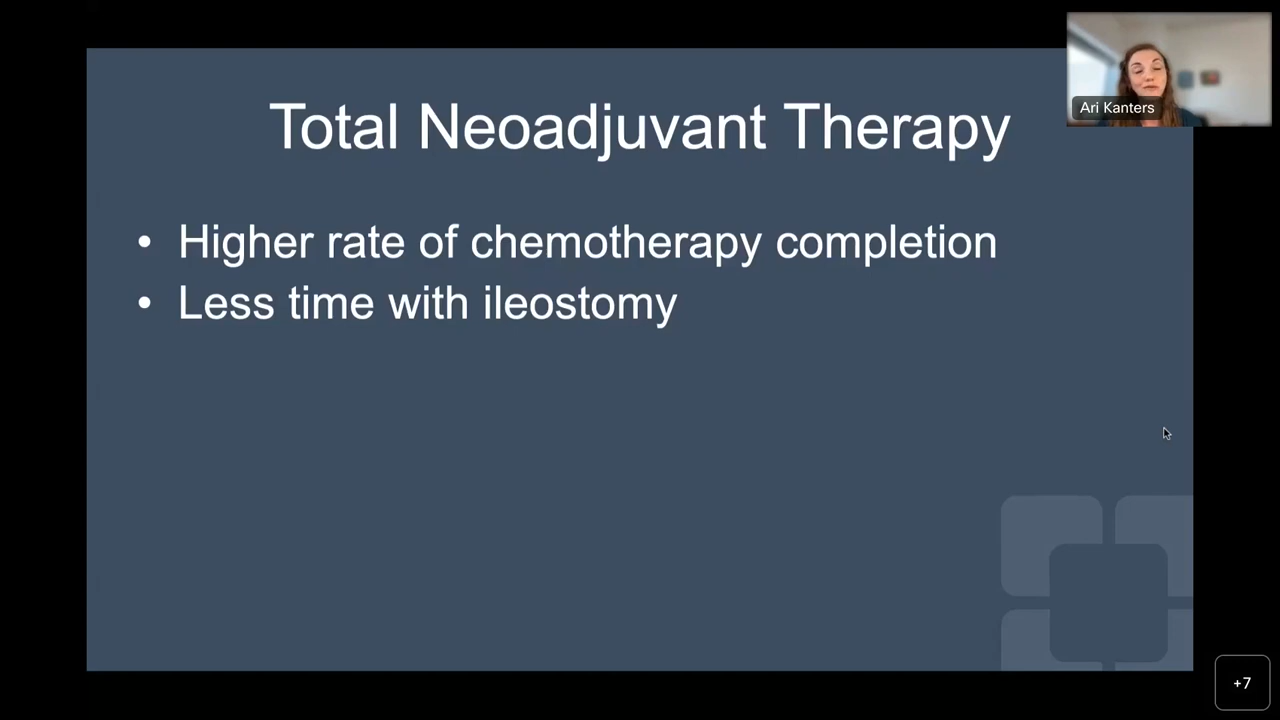 Total Neoadjuvant Therapy
• Higher rate of chemotherapy completion
• Less time with ileostomy
Ari Kanters
+7